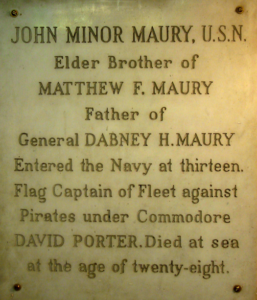 JOHN MINOR MAURY, U.S.N.
Elder Brother of
MATTHEW F. MAURY
Father of
General DABNEY H. MAURY
Entered the Navy at thirteen.
Flag Captain of Fleet against
Pirates under Commodore
DAVID PORTER. Died at sea
at the age of twenty-eight.